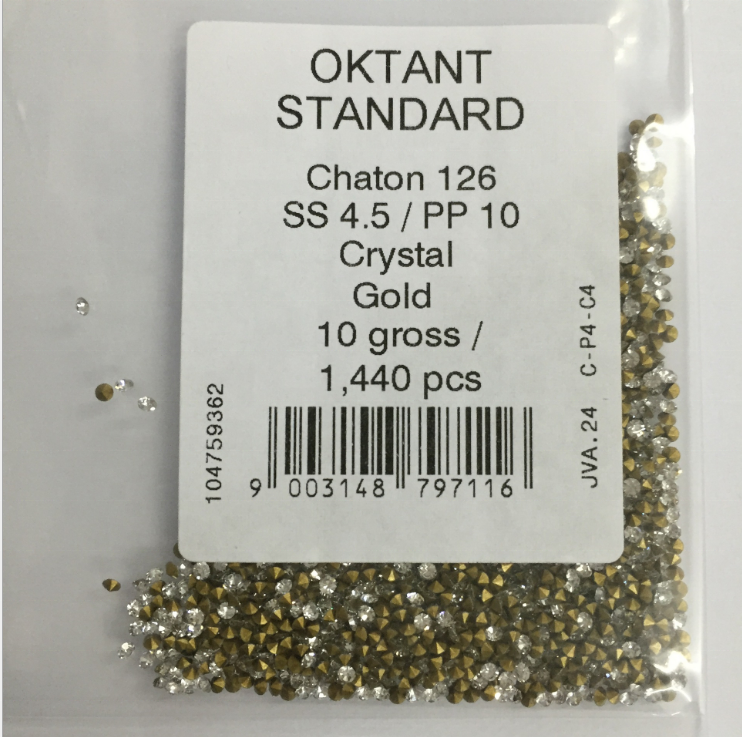 OKTANT
STANDARD
Chaton 126
SS 4.5 / PP 10
Crystal
Gold
10 gross /
1,440 pcs
9 003148 797116
104759362
JVA.24 C-P4-C4